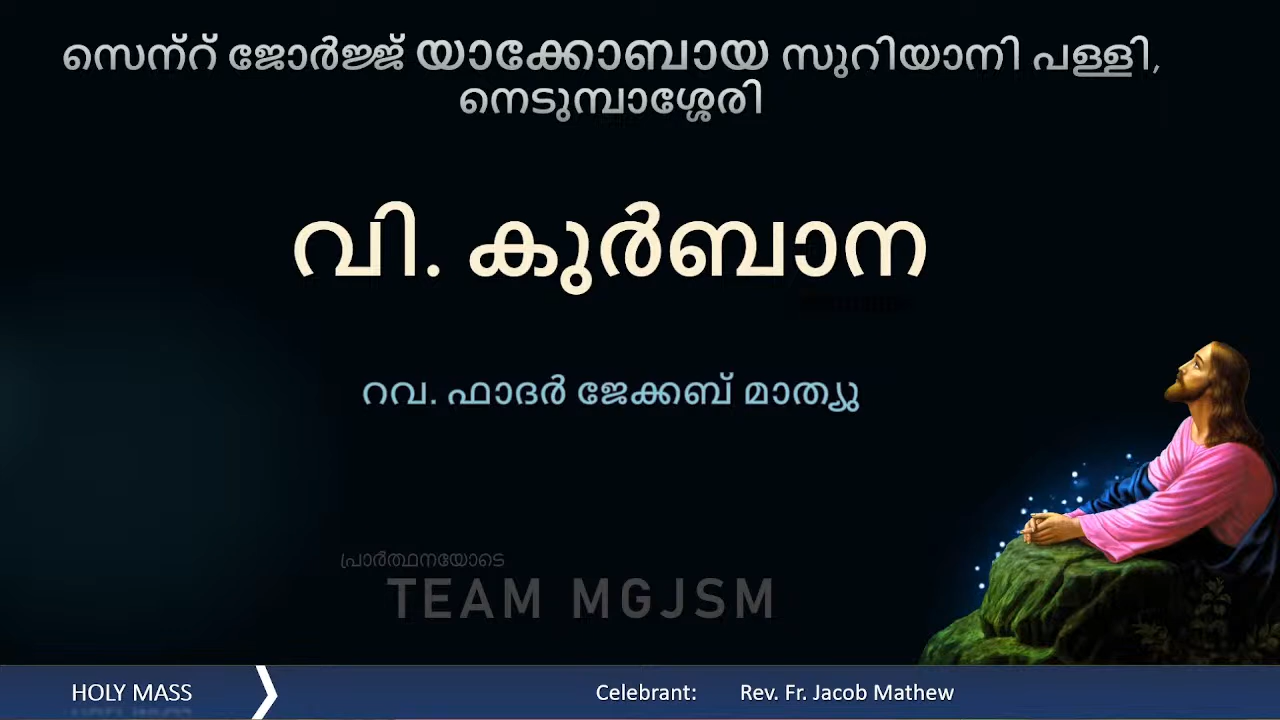 സെന്റ് ജോർജ്ജ് യാക്കോബായ സുറിയാനി പള്ളി,
നെടുമ്പാശ്ശേരി
വി. കുർബാന
റവ. ഫാദർ ജേക്കബ് മാത്യു
പ്രാർത്ഥനയോടെ
TEAM MGJSM
HOLY MASS
Celebrant: Rev. Fr. Jacob Mathew